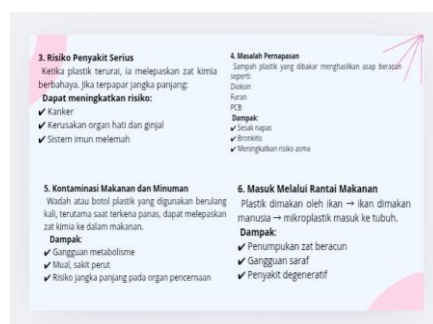 3. Risiko Penyakit Serius
Ketika plastik terurai, ia melepaskan zat kimia
berbahaya. Jika terpapar jangka panjang:
Dapat meningkatkan risiko:
✔ Kanker
✔ Kerusakan organ hati dan ginjal
✔ Sistem imun melemah
4. Masalah Pernapasan
Sampah plastik yang dibakar menghasilkan asap beracun
seperti:
Dioksin
Furan
PCB
Dampak:
✔ Sesak napas
✔ Bronkitis
✔ Meningkatkan risiko asma
5. Kontaminasi Makanan dan Minuman
Wadah atau botol plastik yang digunakan berulang
kali, terutama saat terkena panas, dapat melepaskan
zat kimia ke dalam makanan.
Dampak:
✔ Gangguan metabolisme
✔ Mual, sakit perut
✔ Risiko jangka panjang pada organ pencernaan
6. Masuk Melalui Rantai Makanan
Plastik dimakan oleh ikan → ikan dimakan
manusia → mikroplastik masuk ke tubuh.
Dampak:
✔ Penumpukan zat beracun
✔ Gangguan saraf
✔ Penyakit degeneratif